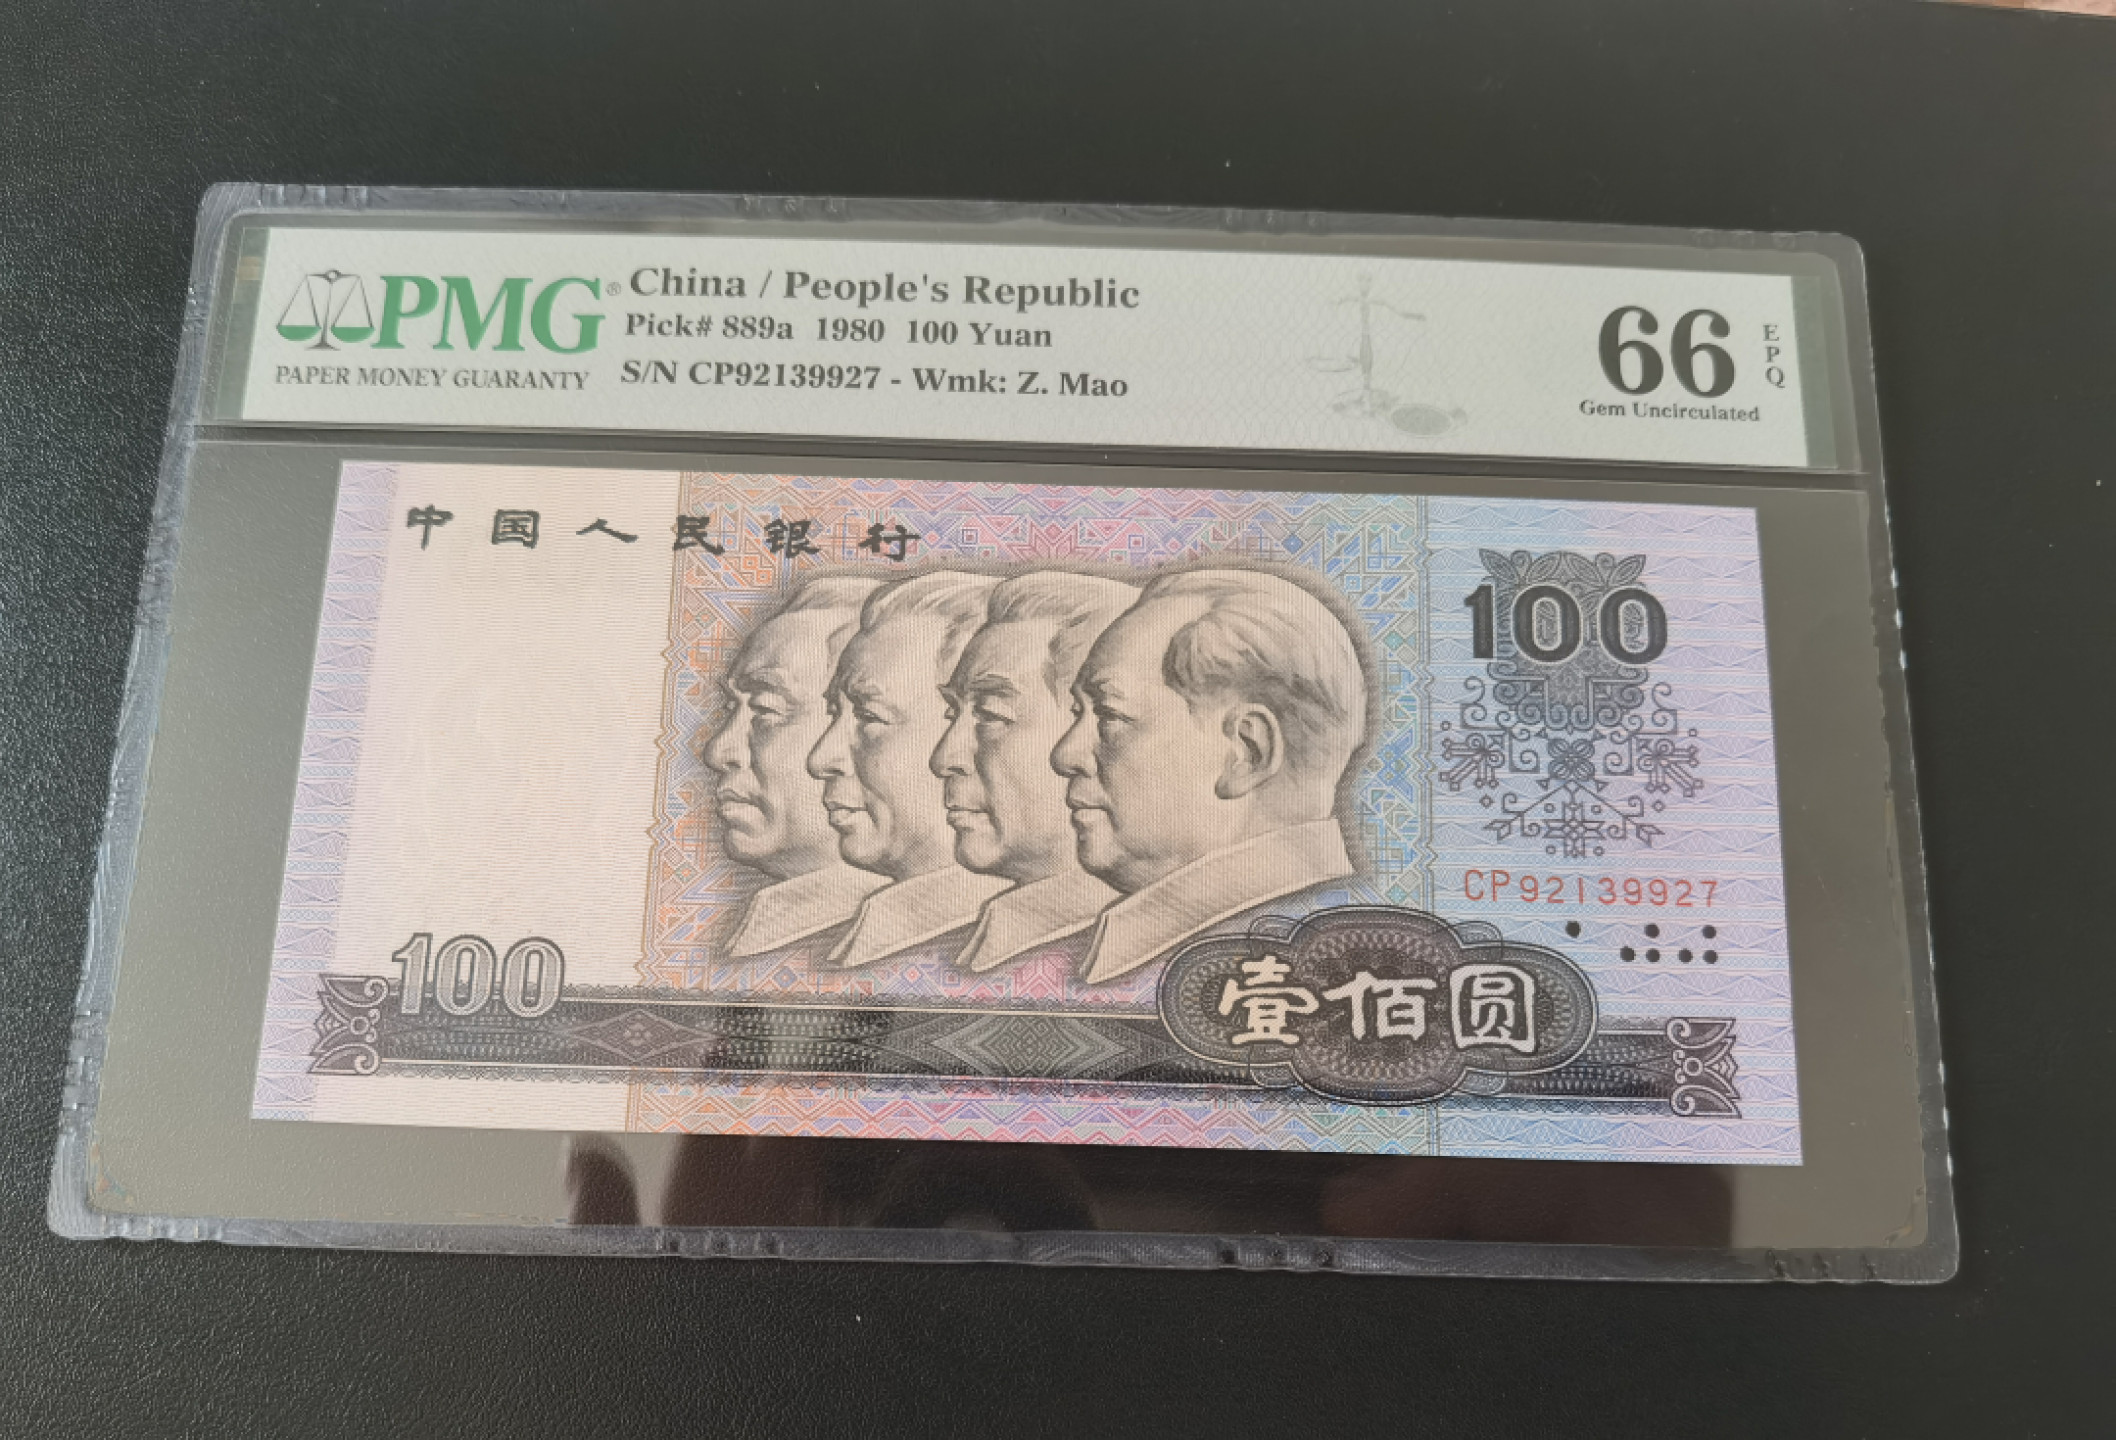 PMG®
PAPER MONEY GUARANTY
China / People's Republic
Pick# 889a 1980 100 Yuan
S/N CP92139927 - Wmk: Z. Mao
66
EPQ
Gem Uncirculated
中国人民银行
100
CP92139927
100
壹佰圆